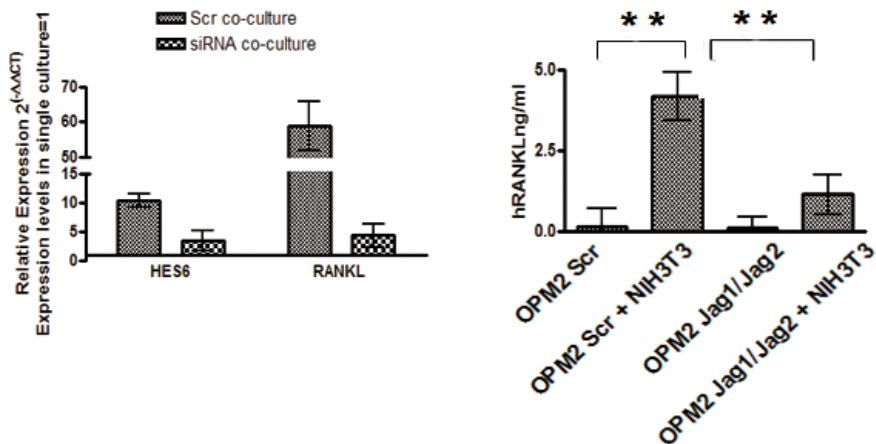 Scr co-culture
siRNA co-culture
Relative Expression 2(-ΔΔCT)
Expression levels in single culture=1
70
60
50
15
10
5
0
HES6 RANKL
** **
hRANKLng/ml
5.0
2.5
0.0
OPM2 Scr
OPM2 Scr + NIH3T3
OPM2 Jag1/Jag2
OPM2 Jag1/Jag2 + NIH3T3